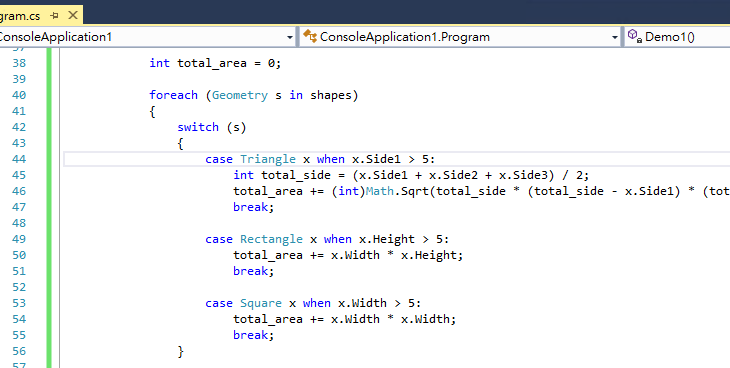 gram.cs
ConsoleApplication1 ConsoleApplication1.Program Demo1()
38 int total_area = 0;
39
40 foreach (Geometry s in shapes)
41 {
42 switch (s)
43 {
44 case Triangle x when x.Side1 > 5:
45 int total_side = (x.Side1 + x.Side2 + x.Side3) / 2;
46 total_area += (int)Math.Sqrt(total_side * (total_side - x.Side1) * (tot
47 break;
48
49 case Rectangle x when x.Height > 5:
50 total_area += x.Width * x.Height;
51 break;
52
53 case Square x when x.Width > 5:
54 total_area += x.Width * x.Width;
55 break;
56 }
57